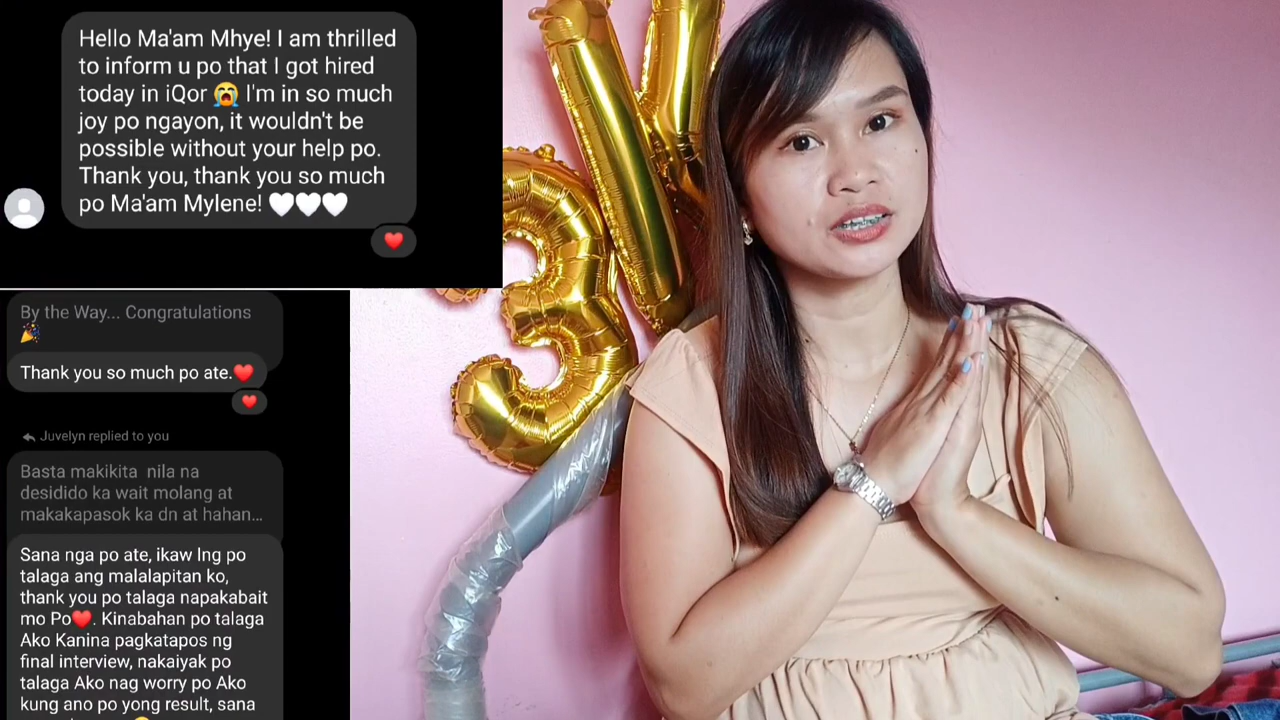 Hello Ma'am Mhye! I am thrilled
to inform u po that I got hired
today in iQor 😭 I'm in so much
joy po ngayon, it wouldn't be
possible without your help po.
Thank you, thank you so much
po Ma'am Mylene! 🤍🤍🤍
By the Way... Congratulations
🎉
Thank you so much po ate.❤️
Juvelyn replied to you
Basta makikita nila na
desidido ka wait molang at
makakapasok ka dn at hahan...
Sana nga po ate, ikaw lng po
talaga ang malalapitan ko,
thank you po talaga napakabait
mo Po❤️. Kinabahan po talaga
Ako Kanina pagkatapos ng
final interview, nakaiyak po
talaga Ako nag worry po Ako
kung ano po yong result, sana
3K